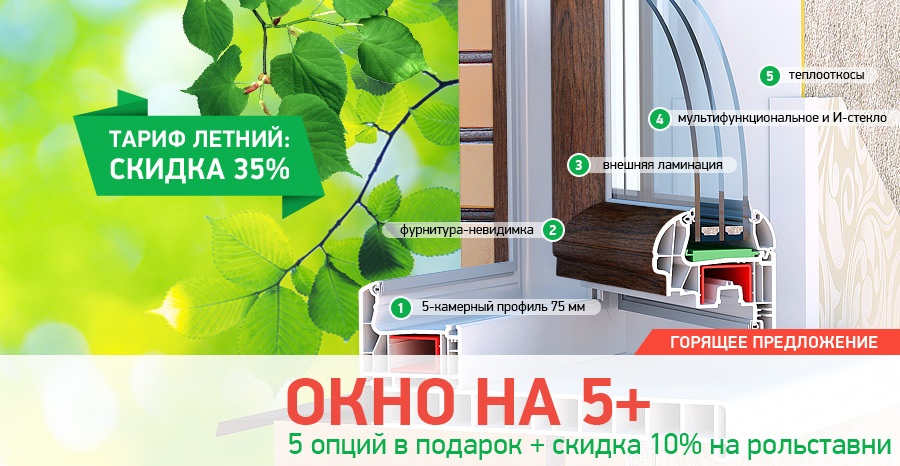 ТАРИФ ЛЕТНИЙ:
СКИДКА 35%
5 теплооткосы
4 мультифункциональное и И-стекло
3 внешняя ламинация
фурнитура-невидимка 2
1 5-камерный профиль 75 мм
ГОРЯЩЕЕ ПРЕДЛОЖЕНИЕ
ОКНО НА 5+
5 опций в подарок + скидка 10% на рольставни